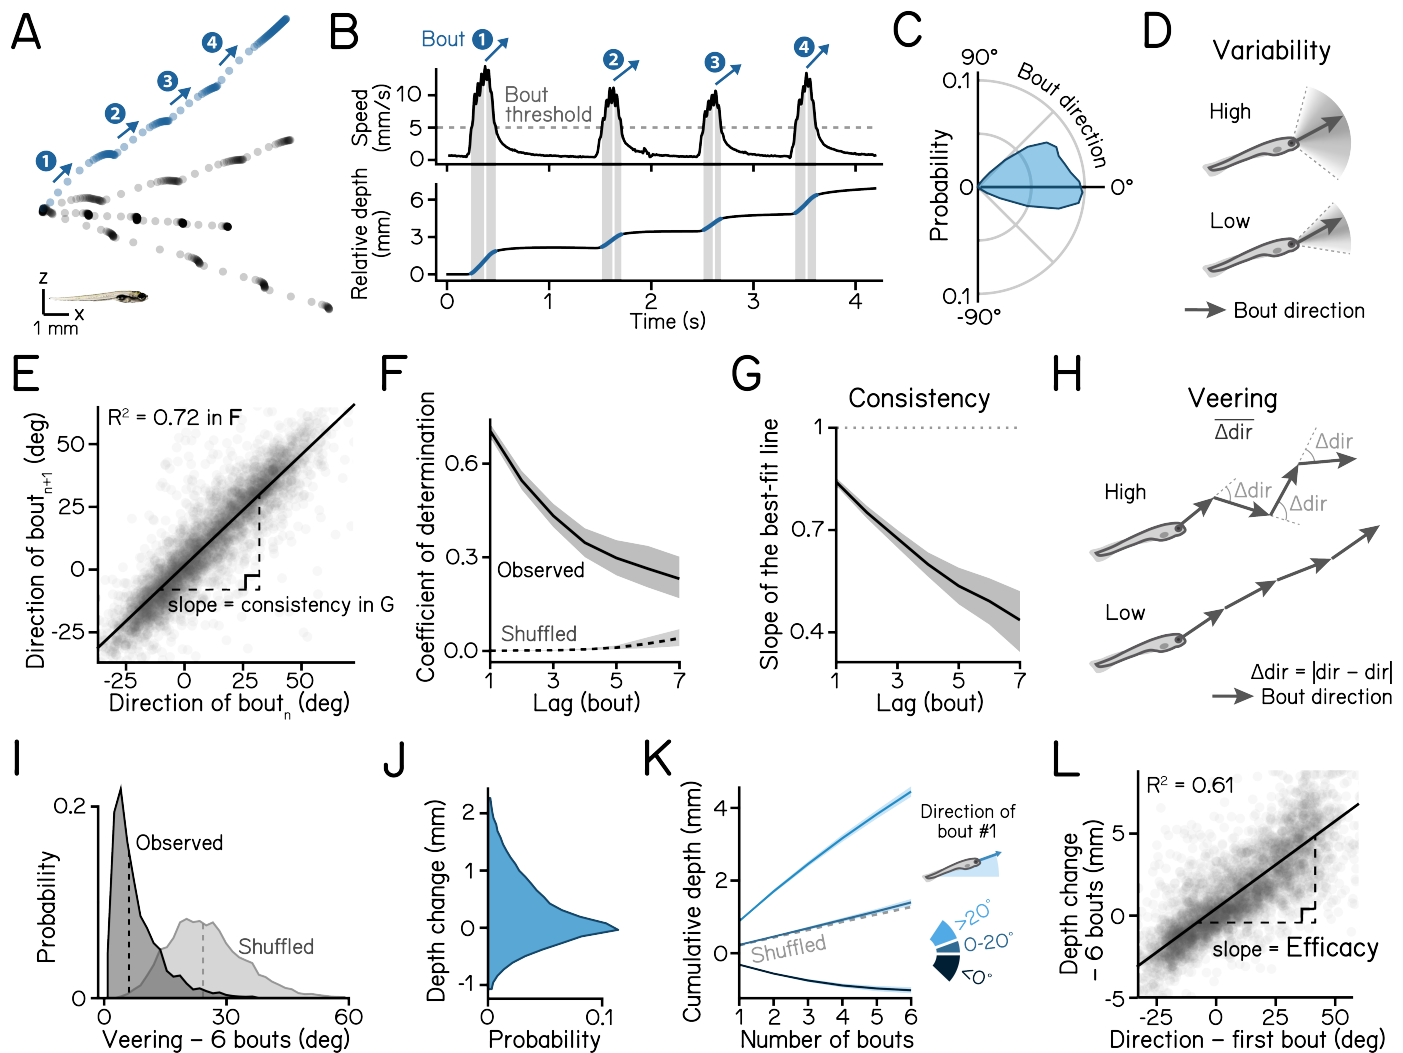 A
1
2
3
4
z
x
1 mm
B
Bout 1
2
3
4
Speed
(mm/s)
10
5
0
Bout
threshold
Relative depth
(mm)
6
3
0
0 1 2 3 4
Time (s)
C
90°
0.1
Bout direction
Probability
0
0°
0.1
-90°
D
Variability
High
Low
Bout direction
E
R² = 0.72 in F
Direction of bout n+1 (deg)
50
25
0
-25
slope = consistency in G
-25 0 25 50
Direction of bout n (deg)
F
Coefficient of determination
0.6
0.3
0.0
Observed
Shuffled
1 3 5 7
Lag (bout)
G
Consistency
Slope of the best-fit line
1
0.7
0.4
1 3 5 7
Lag (bout)
H
Veering
Δdir
High
Δdir
Δdir
Δdir
Low
Δdir = |dir − dir|
Bout direction
I
Probability
0.2
0
Observed
Shuffled
0 30 60
Veering – 6 bouts (deg)
J
Depth change (mm)
2
1
0
-1
0 0.1
Probability
K
Cumulative depth (mm)
4
2
0
Shuffled
1 2 3 4 5 6
Number of bouts
Direction of
bout #1
>20°
0-20°
<0°
L
R² = 0.61
Depth change
– 6 bouts (mm)
5
0
-5
slope = Efficacy
-25 0 25 50
Direction – first bout (deg)